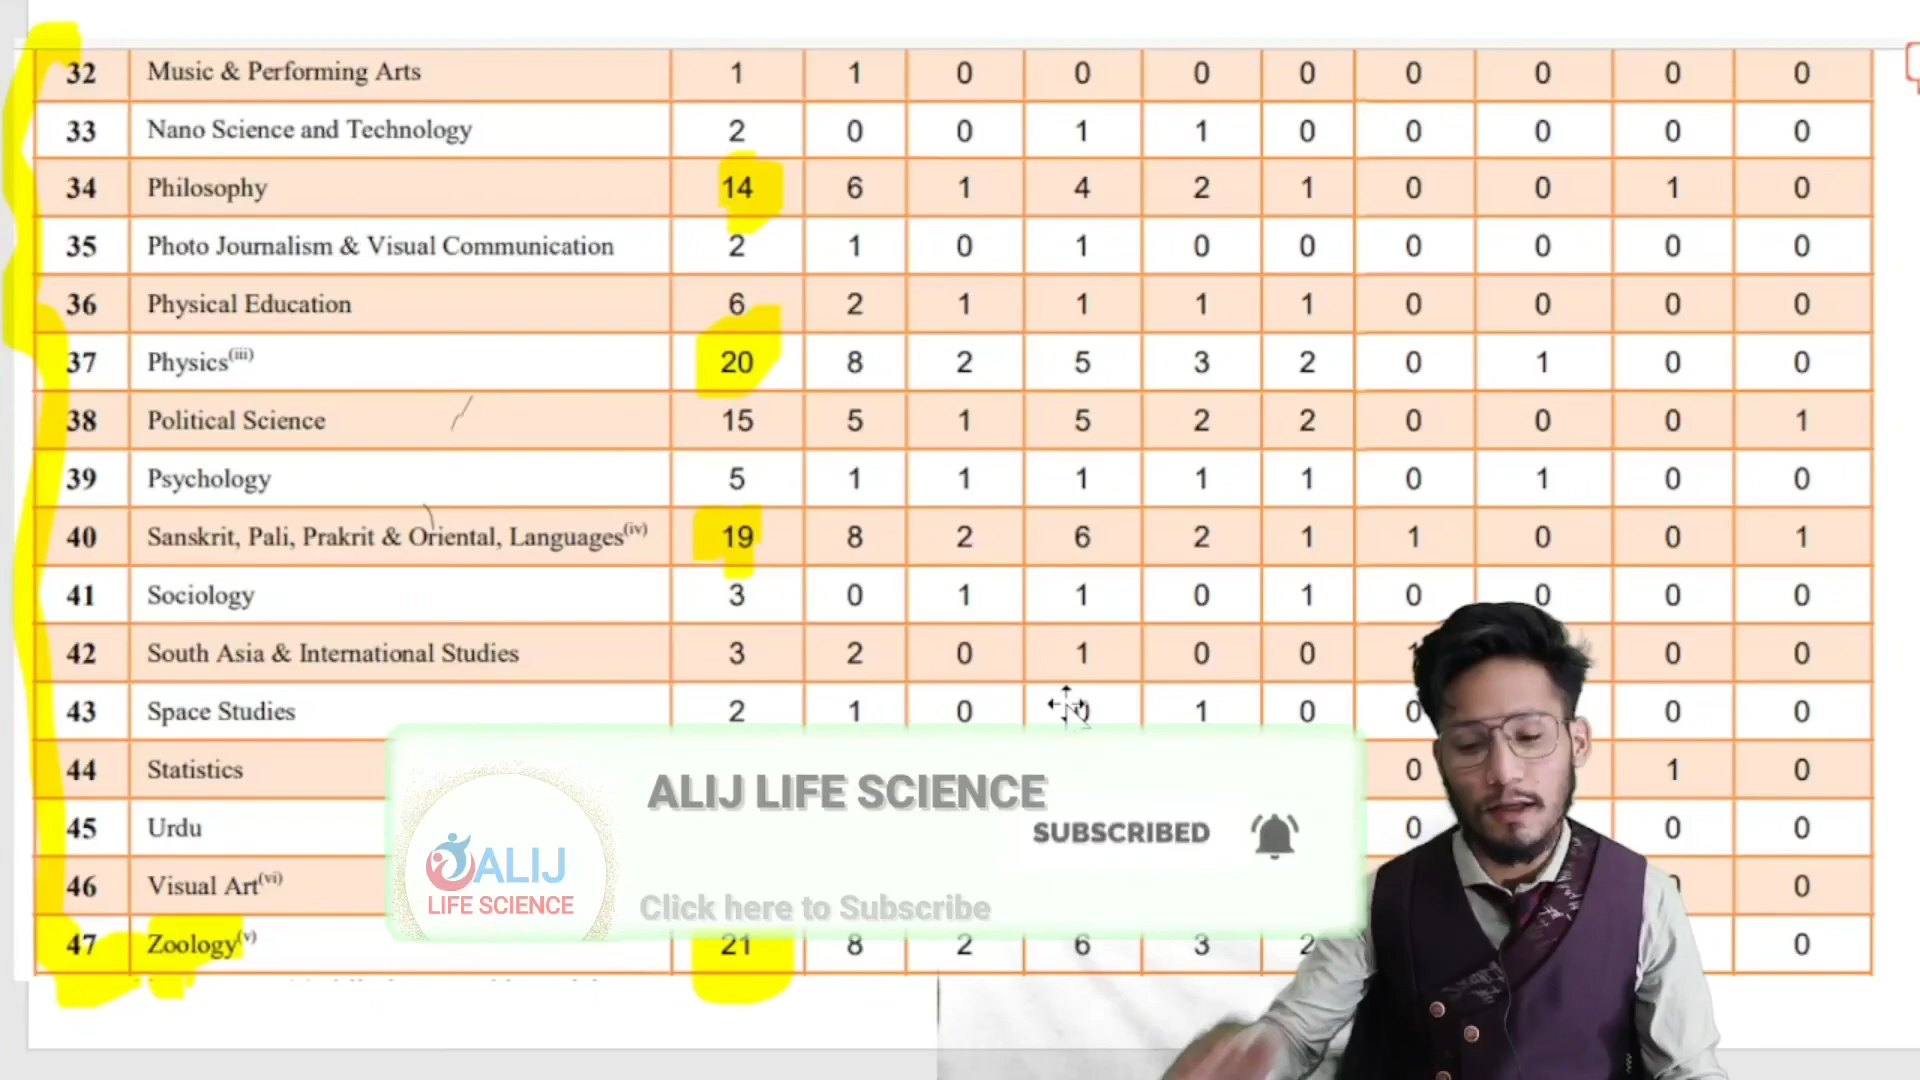 32 Music & Performing Arts 1 1 0 0 0 0 0 0 0 0
33 Nano Science and Technology 2 0 0 1 1 0 0 0 0 0
34 Philosophy 14 6 1 4 2 1 0 0 1 0
35 Photo Journalism & Visual Communication 2 1 0 1 0 0 0 0 0 0
36 Physical Education 6 2 1 1 1 1 0 0 0 0
37 Physics(iii) 20 8 2 5 3 2 0 1 0 0
38 Political Science 15 5 1 5 2 2 0 0 0 1
39 Psychology 5 1 1 1 1 1 0 1 0 0
40 Sanskrit, Pali, Prakrit & Oriental, Languages(iv) 19 8 2 6 2 1 1 0 0 1
41 Sociology 3 0 1 1 0 1 0 0 0 0
42 South Asia & International Studies 3 2 0 1 0 0 0 0
43 Space Studies 2 1 0 0 1 0 0 0 0
44 Statistics 0 1 0
45 Urdu 0 0 0
46 Visual Art(vi) 0
47 Zoology(v) 21 8 2 6 3 2 0
ALIJ LIFE SCIENCE
SUBSCRIBED
ALIJ
LIFE SCIENCE
Click here to Subscribe